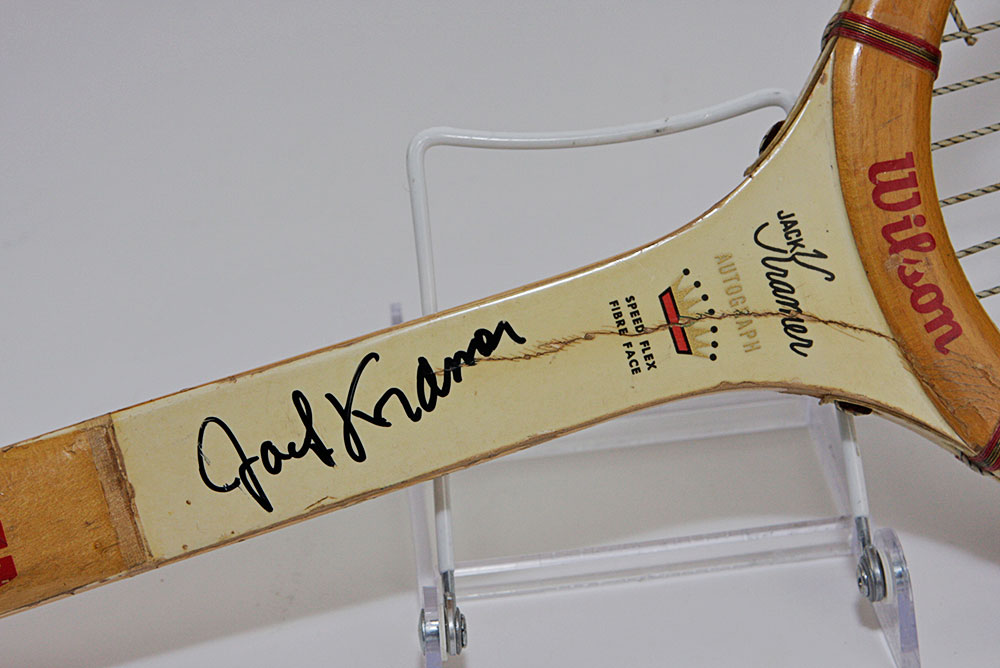 Wilson
JACK
Kramer
AUTOGRAPH
SPEED FLEX
FIBRE FACE
Jack Kramer